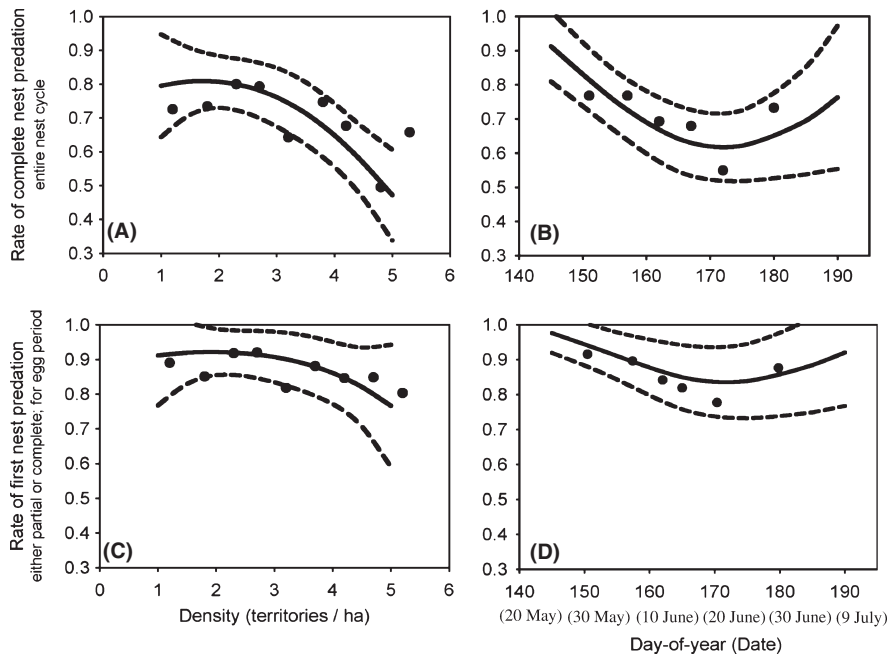 Rate of complete nest predation
entire nest cycle
1.0
0.9
0.8
0.7
0.6
0.5
0.4
0.3
(A)
0 1 2 3 4 5 6
1.0
0.9
0.8
0.7
0.6
0.5
0.4
0.3
(B)
140 150 160 170 180 190
Rate of first nest predation
either partial or complete; for egg period
1.0
0.9
0.8
0.7
0.6
0.5
0.4
0.3
(C)
0 1 2 3 4 5 6
Density (territories / ha)
1.0
0.9
0.8
0.7
0.6
0.5
0.4
0.3
(D)
140 150 160 170 180 190
(20 May) (30 May) (10 June) (20 June) (30 June) (9 July)
Day-of-year (Date)